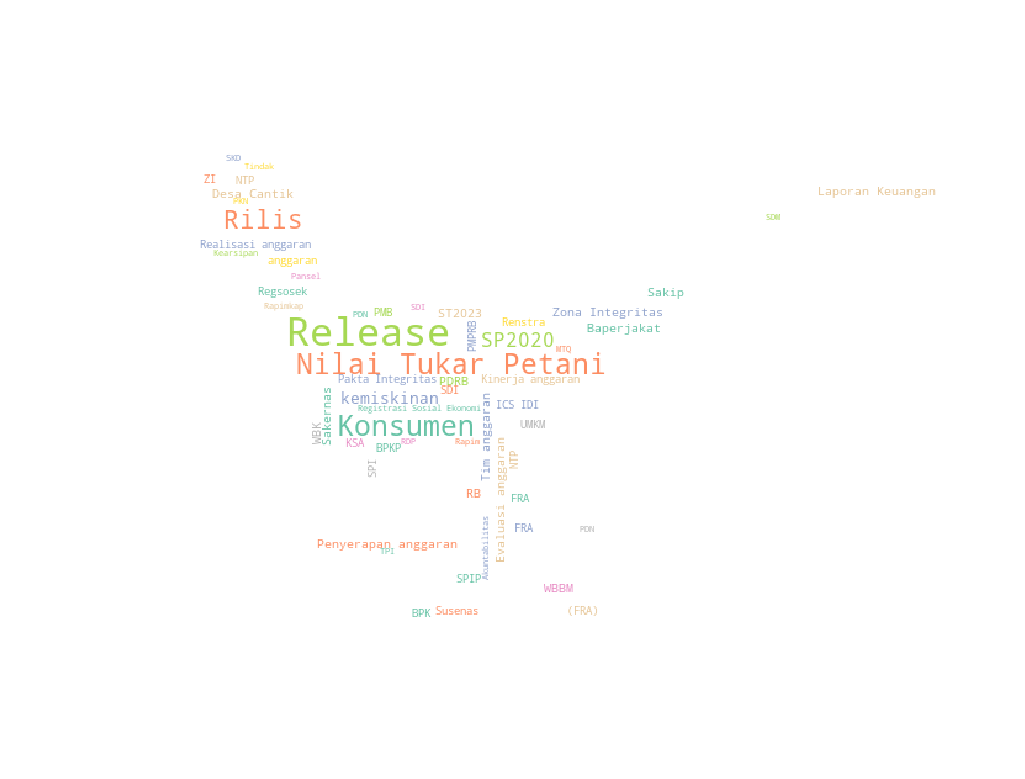 SKD
Tundak
ZI
NTP
Desa Cantik
Laporan Keuangan
PRN
Rilis
SDM
Realisasi anggaran
Kearsipan
anggaran
Pansel
Regsosek
Sakip
Rapimkap
SDI
PDN
PMB
ST2023
Zona Integritas
Renstra
Baperjakat
Release
PMPRB
SP2020
MTQ
Nilai Tukar Petani
Pakta Integritas
PDRB
Kinerja anggaran
SDI
kemiskinan
ICS IDI
Registrasi Sosial Ekonomi
Sakernas
Konsumen
UMKM
WBK
KSA
RDP
Rapim
BPKP
Tim anggaran
NTP
SPI
RB
FRA
Evaluasi anggaran
FRA
PDN
Penyerapan anggaran
TPI
Akuntabilitas
SPIP
WBBM
BPK
Susenas
(FRA)